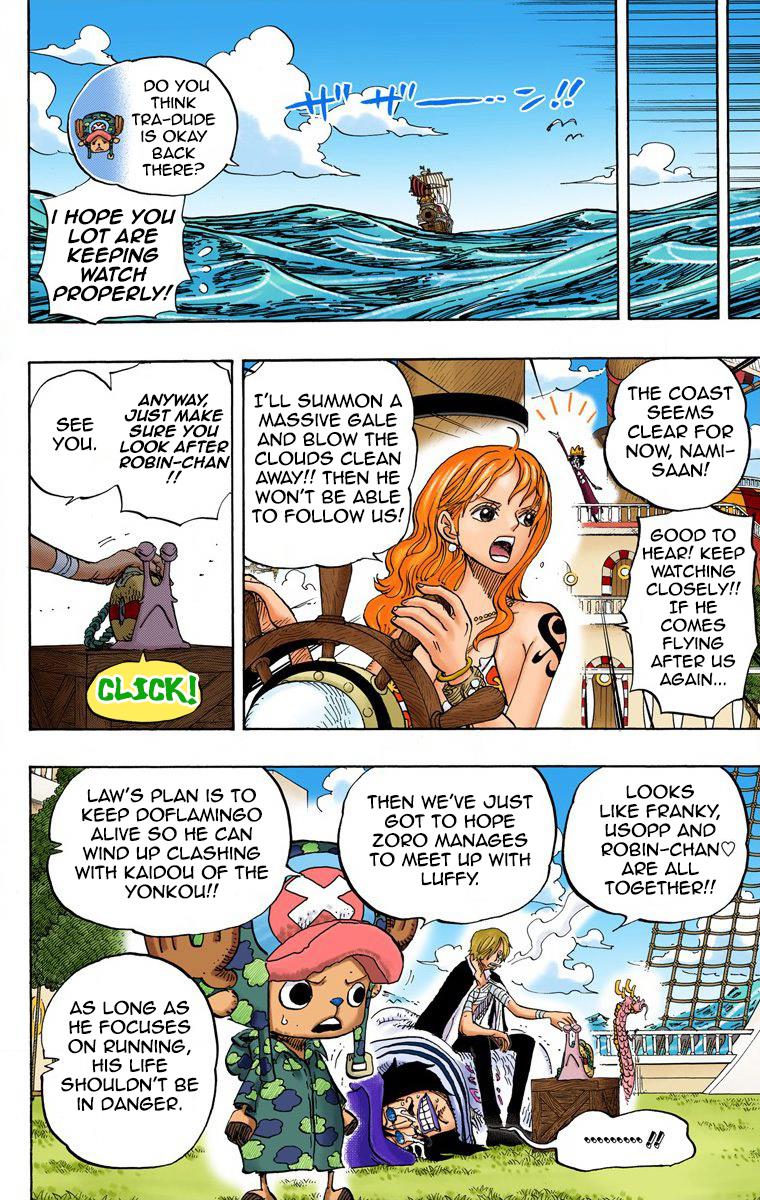 ザザーーン!!
DO YOU
THINK
TRA-DUDE
IS OKAY
BACK
THERE?
I HOPE YOU
LOT ARE
KEEPING
WATCH
PROPERLY!
THE COAST
SEEMS
CLEAR FOR
NOW, NAMI-
SAAN!
GOOD TO
HEAR! KEEP
WATCHING
CLOSELY!!
IF HE
COMES
FLYING
AFTER US
AGAIN...
I'LL SUMMON A
MASSIVE GALE
AND BLOW THE
CLOUDS CLEAN
AWAY!! THEN HE
WON'T BE ABLE
TO FOLLOW US!
ANYWAY,
JUST MAKE
SURE YOU
LOOK AFTER
ROBIN-CHAN
!!
SEE
YOU.
CLICK!
LOOKS
LIKE FRANKY,
USOPP AND
ROBIN-CHAN♡
ARE ALL
TOGETHER!!
THEN WE'VE JUST
GOT TO HOPE
ZORO MANAGES
TO MEET UP WITH
LUFFY.
LAW'S PLAN IS TO
KEEP DOFLAMINGO
ALIVE SO HE CAN
WIND UP CLASHING
WITH KAIDOU OF THE
YONKOU!!
AS LONG AS
HE FOCUSES
ON RUNNING,
HIS LIFE
SHOULDN'T BE
IN DANGER.
..........!!